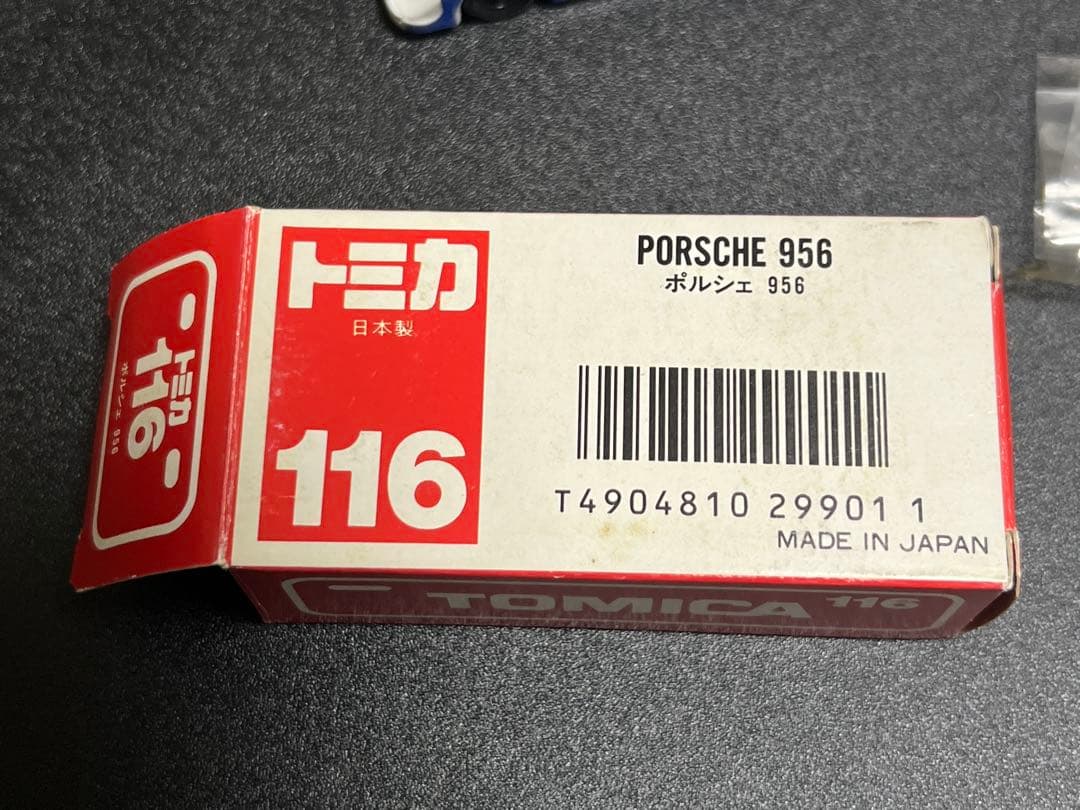 トミカ
日本製
116
PORSCHE 956
ポルシェ 956
T4904810 29901 1
MADE IN JAPAN
トミカ
116
ポルシェ 956
TOMICA 116